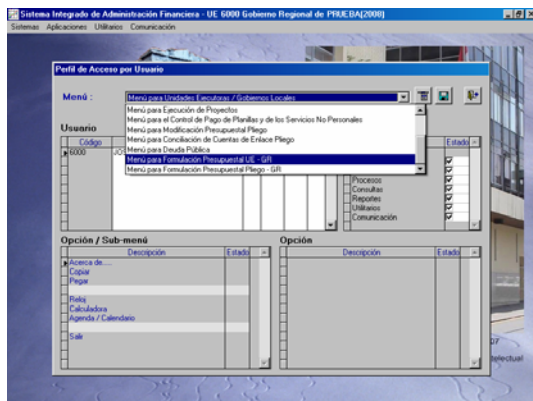 Sistema Integrado de Administración Financiera - UE 6000 Gobierno Regional de PRUEBA(2000)
Sistemas Aplicaciones Utilitarios Comunicación
Perfil de Acceso por Usuario
Menú :
Menú para Unidades Ejecutoras / Gobiernos Locales
Menú para Ejecución de Proyectos
Menú para el Control de Pago de Planillas y de los Servicios No Personales
Menú para Modificación Presupuestal Pliego
Menú para Conciliación de Cuentas de Enlace Pliego
Menú para Deuda Pública
Menú para Formulación Presupuestal UE - GR
Menú para Formulación Presupuestal Pliego - GR
Usuario
Código
Estado
6000
Procesos
Consultas
Reportes
Utilitarios
Comunicación
Opción / Sub-menú
Opción
Descripción Estado
Descripción Estado
Acerca de.....
Copiar
Pegar
Reloj
Calculadora
Agenda / Calendario
Salir
07
telectual